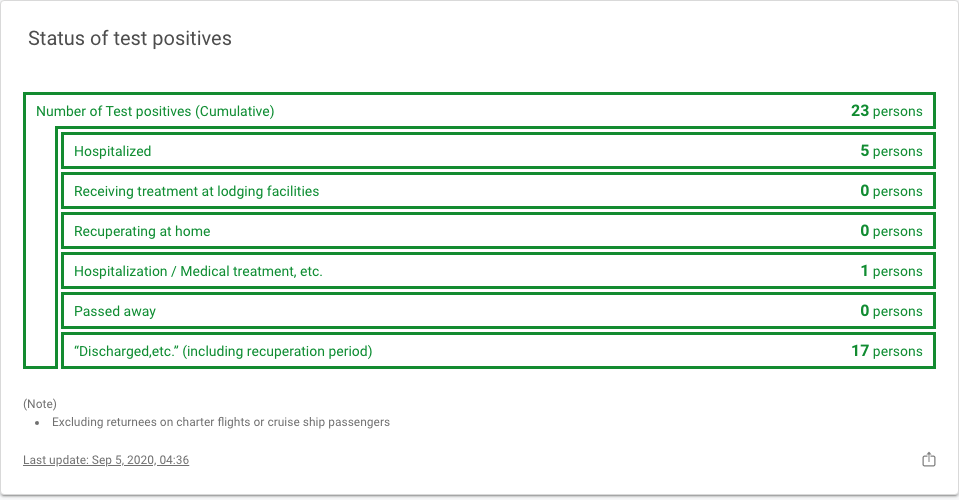 Status of test positives
Number of Test positives (Cumulative) 23 persons
Hospitalized 5 persons
Receiving treatment at lodging facilities 0 persons
Recuperating at home 0 persons
Hospitalization / Medical treatment, etc. 1 persons
Passed away 0 persons
“Discharged,etc.” (including recuperation period) 17 persons
(Note)
• Excluding returnees on charter flights or cruise ship passengers
Last update: Sep 5, 2020, 04:36